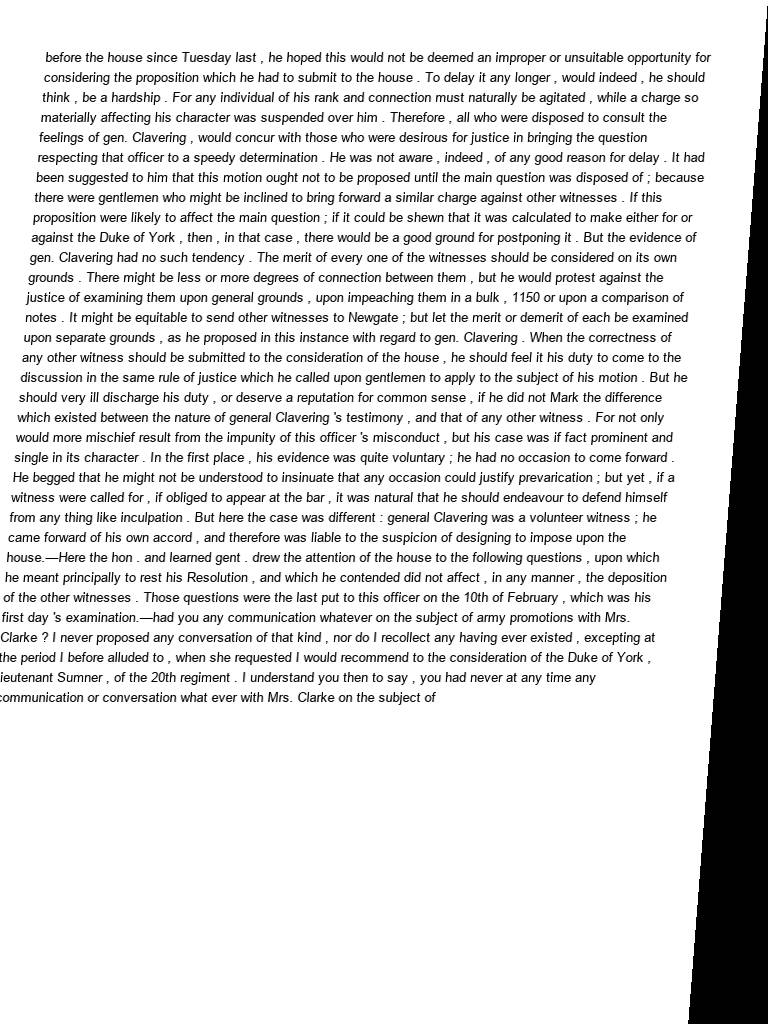 before the house since Tuesday last , he hoped this would not be deemed an improper or unsuitable opportunity for
considering the proposition which he had to submit to the house . To delay it any longer , would indeed , he should
think , be a hardship . For any individual of his rank and connection must naturally be agitated , while a charge so
materially affecting his character was suspended over him . Therefore , all who were disposed to consult the
feelings of gen. Clavering , would concur with those who were desirous for justice in bringing the question
respecting that officer to a speedy determination . He was not aware , indeed , of any good reason for delay . It had
been suggested to him that this motion ought not to be proposed until the main question was disposed of ; because
there were gentlemen who might be inclined to bring forward a similar charge against other witnesses . If this
proposition were likely to affect the main question ; if it could be shewn that it was calculated to make either for or
against the Duke of York , then , in that case , there would be a good ground for postponing it . But the evidence of
gen. Clavering had no such tendency . The merit of every one of the witnesses should be considered on its own
grounds . There might be less or more degrees of connection between them , but he would protest against the
justice of examining them upon general grounds , upon impeaching them in a bulk , 1150 or upon a comparison of
notes . It might be equitable to send other witnesses to Newgate ; but let the merit or demerit of each be examined
upon separate grounds , as he proposed in this instance with regard to gen. Clavering . When the correctness of
any other witness should be submitted to the consideration of the house , he should feel it his duty to come to the
discussion in the same rule of justice which he called upon gentlemen to apply to the subject of his motion . But he
should very ill discharge his duty , or deserve a reputation for common sense , if he did not Mark the difference
which existed between the nature of general Clavering 's testimony , and that of any other witness . For not only
would more mischief result from the impunity of this officer 's misconduct , but his case was if fact prominent and
single in its character . In the first place , his evidence was quite voluntary ; he had no occasion to come forward .
He begged that he might not be understood to insinuate that any occasion could justify prevarication ; but yet , if a
witness were called for , if obliged to appear at the bar , it was natural that he should endeavour to defend himself
from any thing like inculpation . But here the case was different : general Clavering was a volunteer witness ; he
came forward of his own accord , and therefore was liable to the suspicion of designing to impose upon the
house.—Here the hon . and learned gent . drew the attention of the house to the following questions , upon which
he meant principally to rest his Resolution , and which he contended did not affect , in any manner , the deposition
of the other witnesses . Those questions were the last put to this officer on the 10th of February , which was his
first day 's examination.—had you any communication whatever on the subject of army promotions with Mrs.
Clarke ? I never proposed any conversation of that kind , nor do I recollect any having ever existed , excepting at
the period I before alluded to , when she requested I would recommend to the consideration of the Duke of York ,
ieutenant Sumner , of the 20th regiment . I understand you then to say , you had never at any time any
communication or conversation what ever with Mrs. Clarke on the subject of